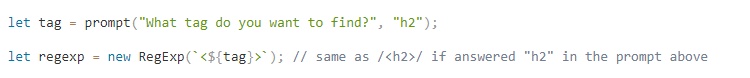 let tag = prompt("What tag do you want to find?", "h2");
let regexp = new RegExp(`<${tag}>`); // same as /<h2>/ if answered "h2" in the prompt above